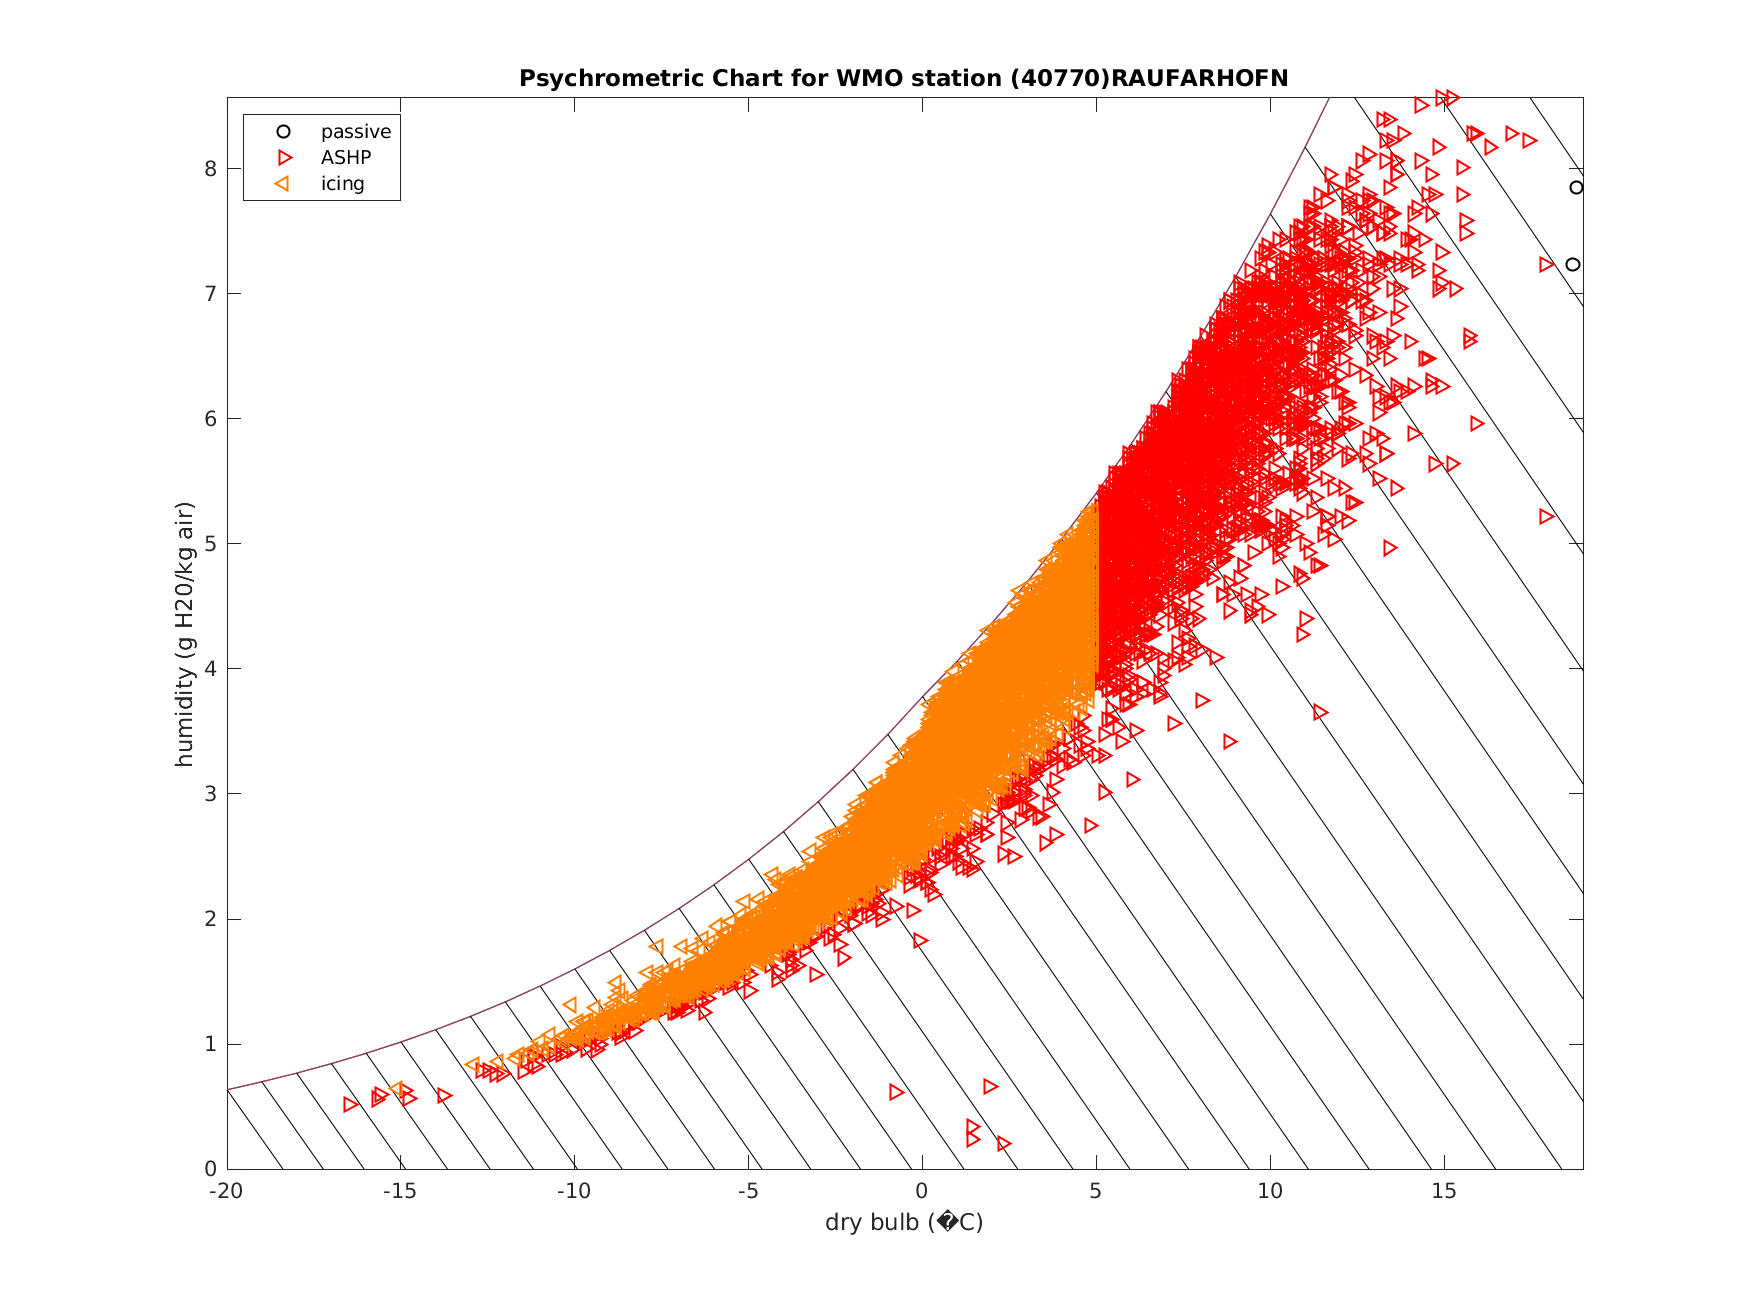 Psychrometric Chart for WMO station (40770)RAUFARHOFN
passive
ASHP
icing
8
7
6
5
4
3
2
1
0
humidity (g H20/kg air)
-20 -15 -10 -5 0 5 10 15
dry bulb (�C)